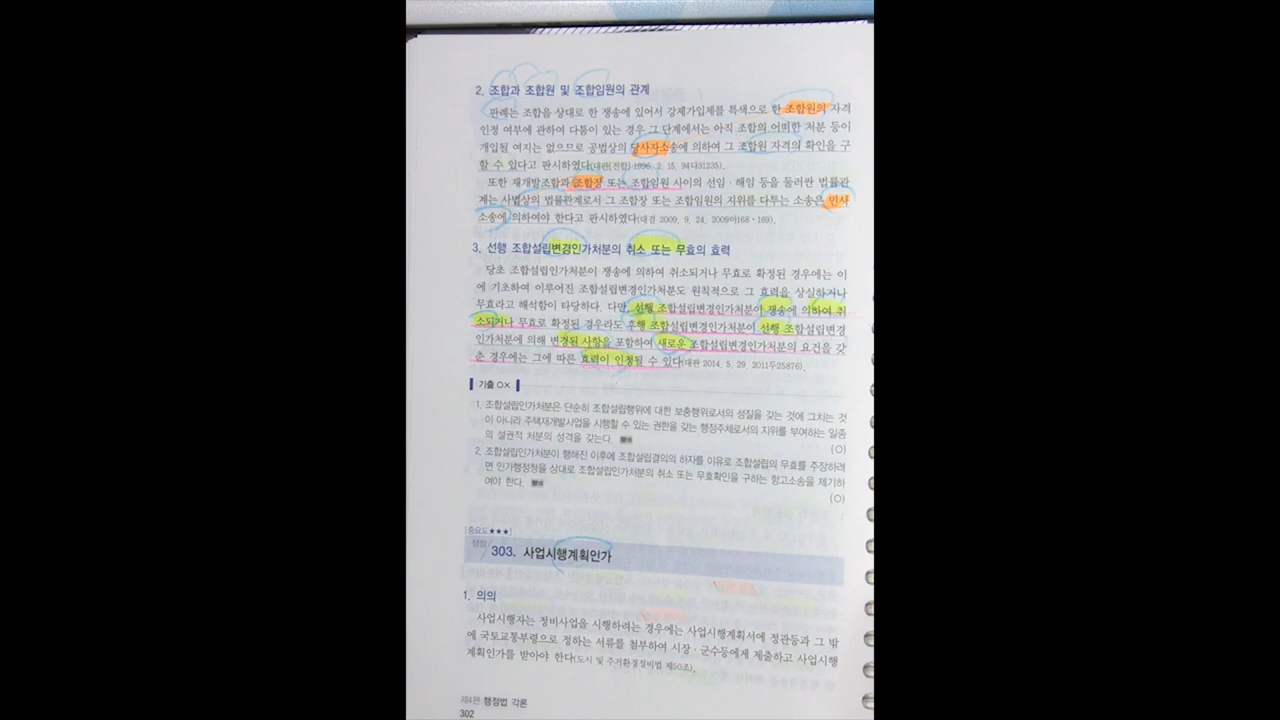 2. 조합과 조합원 및 조합임원의 관계
판례는 조합을 상대로 한 쟁송에 있어서 강제가입제를 특색으로 한 조합원의 자격
인정 여부에 관하여 다툼이 있는 경우 그 단계에서는 아직 조합의 어떠한 처분 등이
개입될 여지는 없으므로 공법상의 당사자소송에 의하여 그 조합원 자격의 확인을 구
할 수 있다고 판시하였다(대판[전합] 1996. 2. 15, 94다31235).
또한 재개발조합과 조합장 또는 조합임원 사이의 선임·해임 등을 둘러싼 법률관
계는 사법상의 법률관계로서 그 조합장 또는 조합임원의 지위를 다투는 소송은 민사
소송에 의하여야 한다고 판시하였다(대결 2009. 9. 24, 2009마168·169).
3. 선행 조합설립변경인가처분의 취소 또는 무효의 효력
당초 조합설립인가처분이 쟁송에 의하여 취소되거나 무효로 확정된 경우에는 이
에 기초하여 이루어진 조합설립변경인가처분도 원칙적으로 그 효력을 상실하거나
무효라고 해석함이 타당하다. 다만, 선행 조합설립변경인가처분이 쟁송에 의하여 취
소되거나 무효로 확정된 경우라도 후행 조합설립변경인가처분이 선행 조합설립변경
인가처분에 의해 변경된 사항을 포함하여 새로운 조합설립변경인가처분의 요건을 갖
춘 경우에는 그에 따른 효력이 인정될 수 있다(대판 2014. 5. 29, 2011두25876).
기출 O×
1. 조합설립인가처분은 단순히 조합설립행위에 대한 보충행위로서의 성질을 갖는 것에 그치는 것
이 아니라 주택재개발사업을 시행할 수 있는 권한을 갖는 행정주체로서의 지위를 부여하는 일종
의 설권적 처분의 성격을 갖는다.
(O)
2. 조합설립인가처분이 행해진 이후에 조합설립결의의 하자를 이유로 조합설립의 무효를 주장하려
면 인가행정청을 상대로 조합설립인가처분의 취소 또는 무효확인을 구하는 항고소송을 제기하
여야 한다.
(O)
[중요도★★★]
쟁점 303. 사업시행계획인가
1. 의의
사업시행자는 정비사업을 시행하려는 경우에는 사업시행계획서에 정관등과 그 밖
에 국토교통부령으로 정하는 서류를 첨부하여 시장·군수등에게 제출하고 사업시행
계획인가를 받아야 한다(도시 및 주거환경정비법 제50조).
제4편 행정법 각론
302